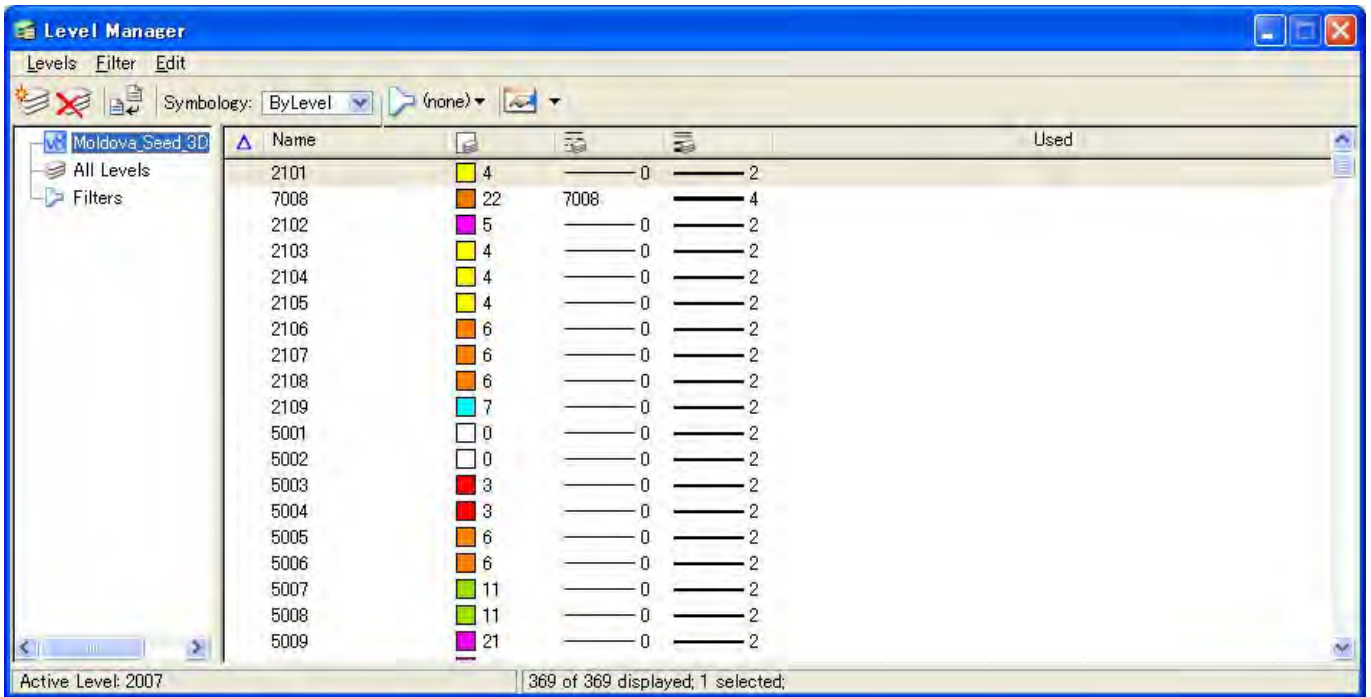 Level Manager
Levels Filter Edit
Symbology: ByLevel (none)
Moldova_Seed_3D
All Levels
Filters
Name Used
2101 4 0 2
7008 22 7008 4
2102 5 0 2
2103 4 0 2
2104 4 0 2
2105 4 0 2
2106 6 0 2
2107 6 0 2
2108 6 0 2
2109 7 0 2
5001 0 0 2
5002 0 0 2
5003 3 0 2
5004 3 0 2
5005 6 0 2
5006 6 0 2
5007 11 0 2
5008 11 0 2
5009 21 0 2
Active Level: 2007 369 of 369 displayed; 1 selected;